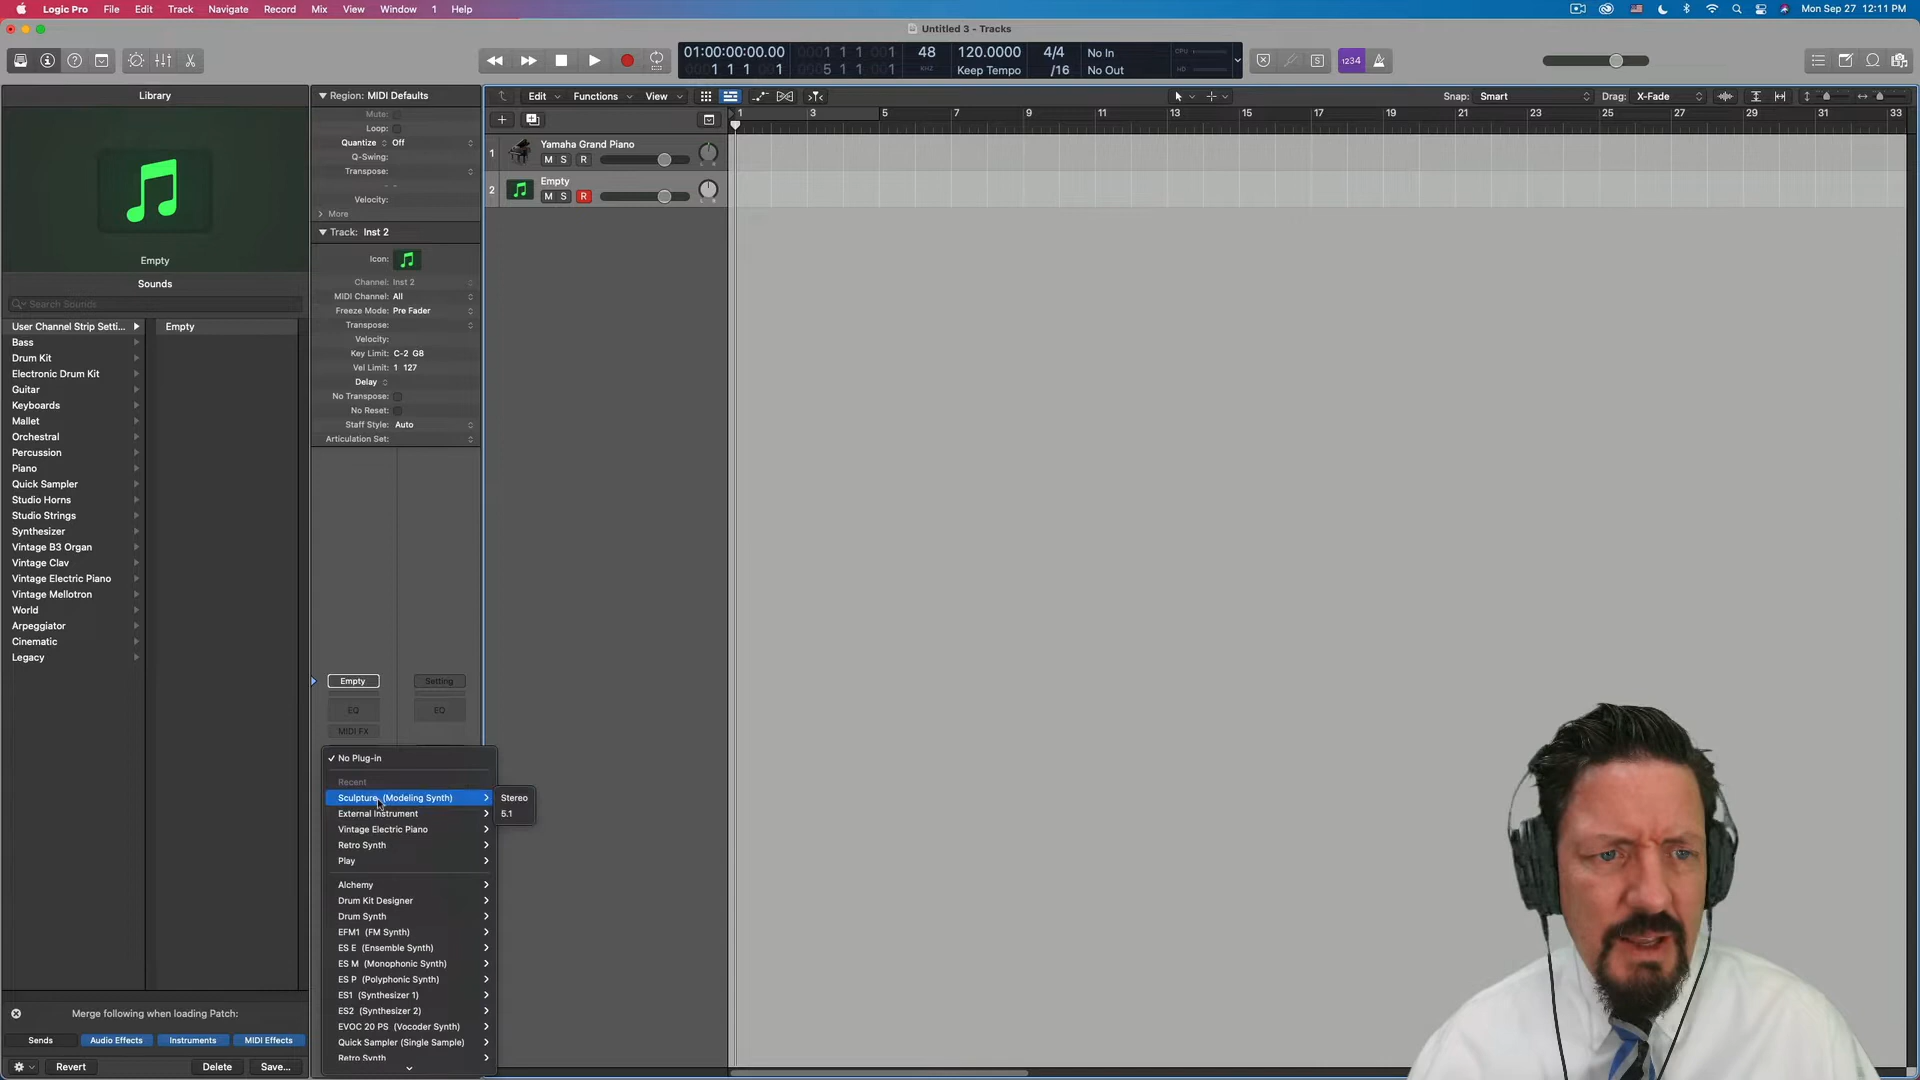 Logic Pro File Edit Track Navigate Record Mix View Window 1 Help
Mon Sep 27 12:11 PM
Untitled 3 - Tracks
01:00:00:00.00
1 1 1 1
48
120.0000
Keep Tempo
4/4
/16
No In
No Out
CPU
HD
S
1234
Library
Empty
Sounds
Search Sounds
User Channel Strip Setti...
Empty
Bass
Drum Kit
Electronic Drum Kit
Guitar
Keyboards
Mallet
Orchestral
Percussion
Piano
Quick Sampler
Studio Horns
Studio Strings
Synthesizer
Vintage B3 Organ
Vintage Clav
Vintage Electric Piano
Vintage Mellotron
World
Arpeggiator
Cinematic
Legacy
Merge following when loading Patch:
Sends Audio Effects Instruments MIDI Effects
Revert Delete Save...
Region: MIDI Defaults
Mute:
Loop:
Quantize Off
Q-Swing:
Transpose:
- -
Velocity:
More
Track: Inst 2
Icon:
Channel: Inst 2
MIDI Channel: All
Freeze Mode: Pre Fader
Transpose:
Velocity:
Key Limit: C-2 G8
Vel Limit: 1 127
Delay
No Transpose:
No Reset:
Staff Style: Auto
Articulation Set:
Empty Setting
EQ EQ
MIDI FX
No Plug-in
Recent
Sculpture (Modeling Synth)
Stereo
5.1
External Instrument
Vintage Electric Piano
Retro Synth
Play
Alchemy
Drum Kit Designer
Drum Synth
EFM1 (FM Synth)
ES E (Ensemble Synth)
ES M (Monophonic Synth)
ES P (Polyphonic Synth)
ES1 (Synthesizer 1)
ES2 (Synthesizer 2)
EVOC 20 PS (Vocoder Synth)
Quick Sampler (Single Sample)
Retro Synth
Edit Functions View
Snap: Smart
Drag: X-Fade
1 3 5 7 9 11 13 15 17 19 21 23 25 27 29 31 33
1 Yamaha Grand Piano
M S R
2 Empty
M S R